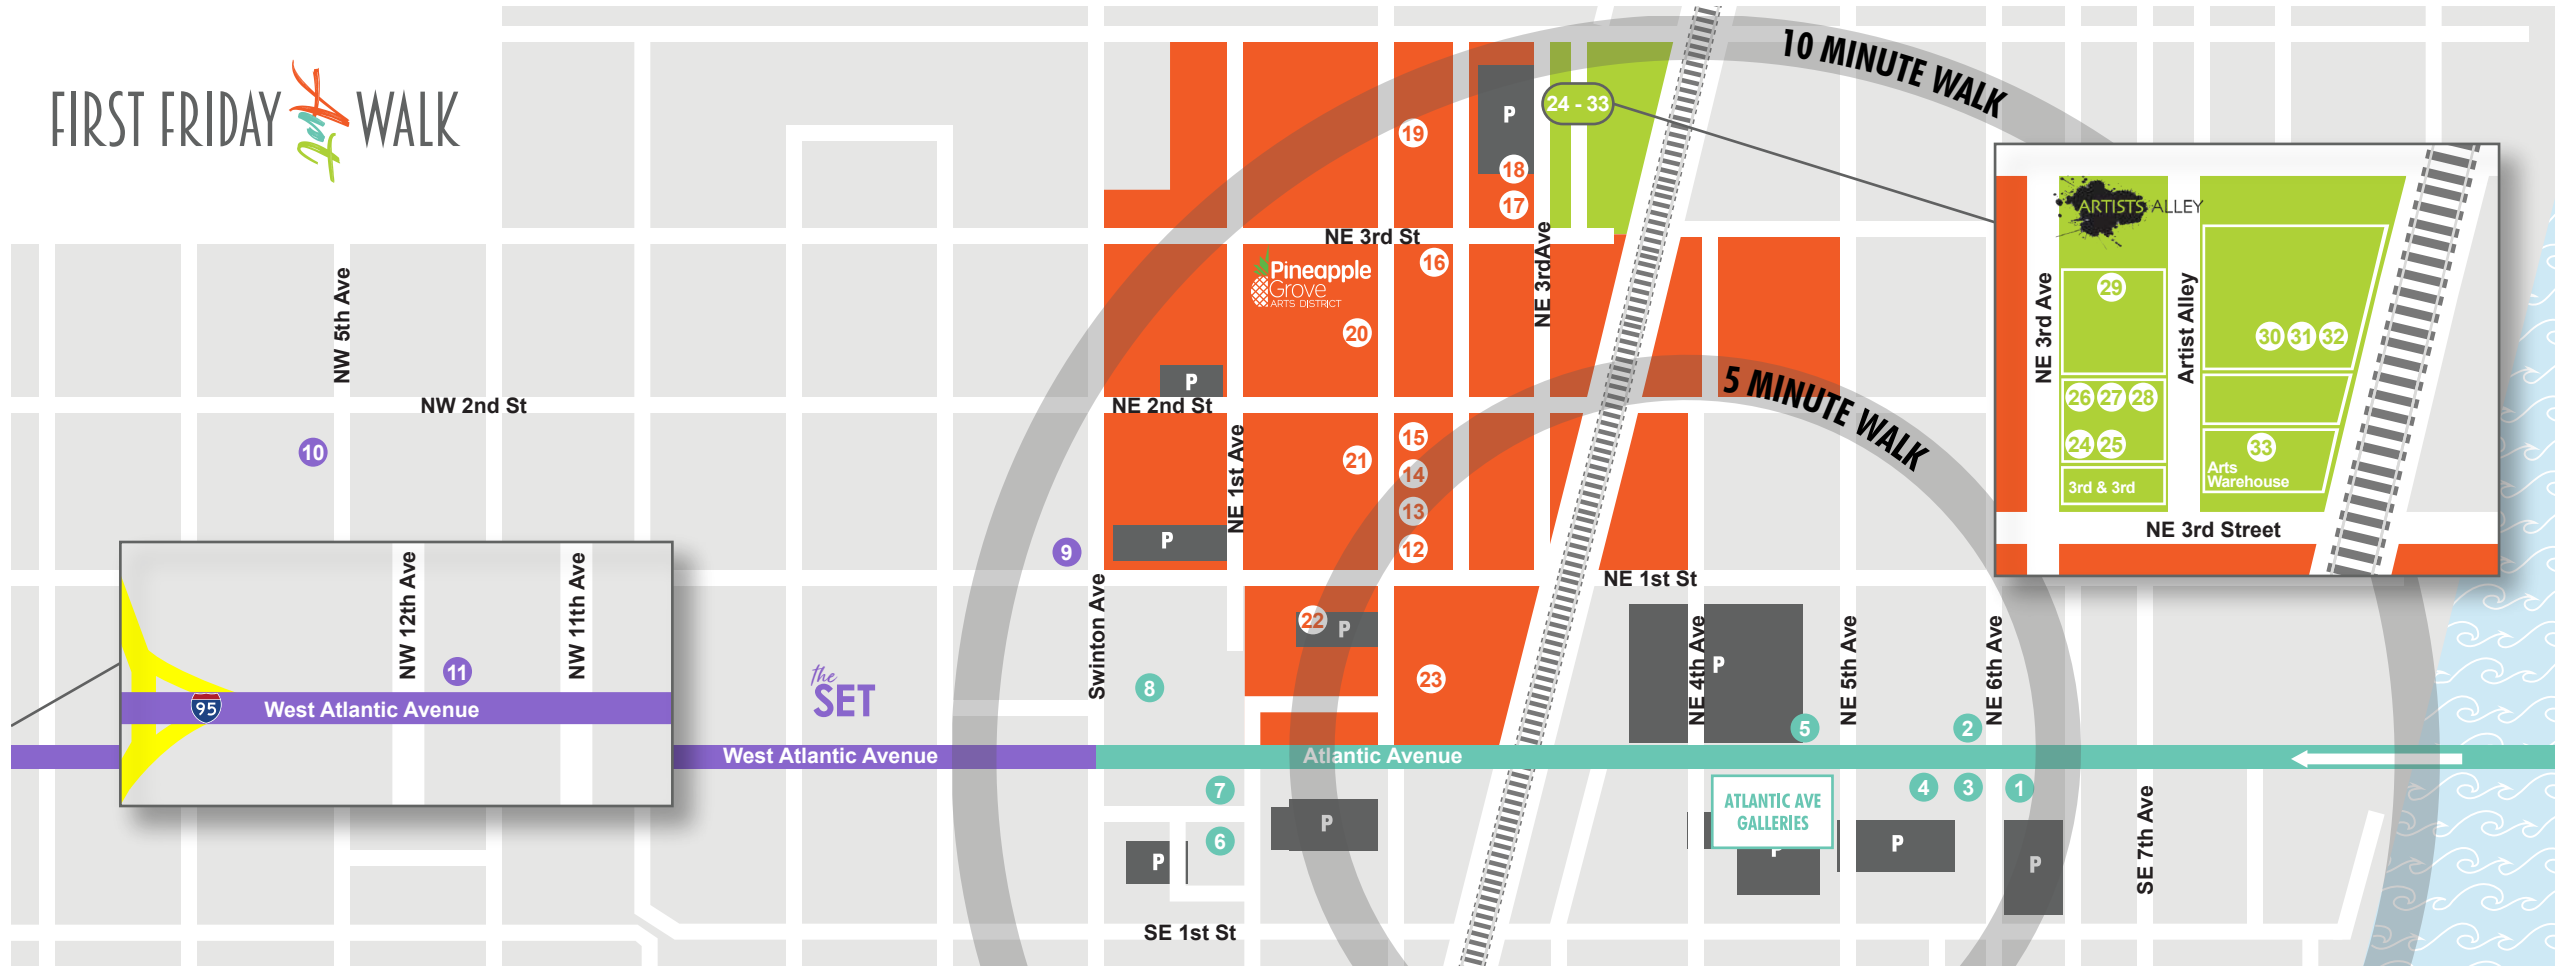 FIRST FRIDAY Art WALK
10 MINUTE WALK
5 MINUTE WALK
24 - 33
P
19
18
17
NE 3rd St
16
NE 3rdAve
Pineapple
Grove
ARTS DISTRICT
20
P
NE 2nd St
NE 1st Ave
21
15
14
13
12
P
NW 5th Ave
NW 2nd St
10
9
Swinton Ave
NE 1st St
22
P
23
8
the
SET
NW 12th Ave
NW 11th Ave
11
95
West Atlantic Avenue
West Atlantic Avenue
Atlantic Avenue
NE 4th Ave
P
NE 5th Ave
NE 6th Ave
5
2
7
6
P
P
ATLANTIC AVE
GALLERIES
P
4
3
1
P
P
SE 7th Ave
SE 1st St
ARTISTS ALLEY
NE 3rd Ave
Artist Alley
29
30 31 32
26 27 28
24 25
33
Arts
Warehouse
3rd & 3rd
NE 3rd Street